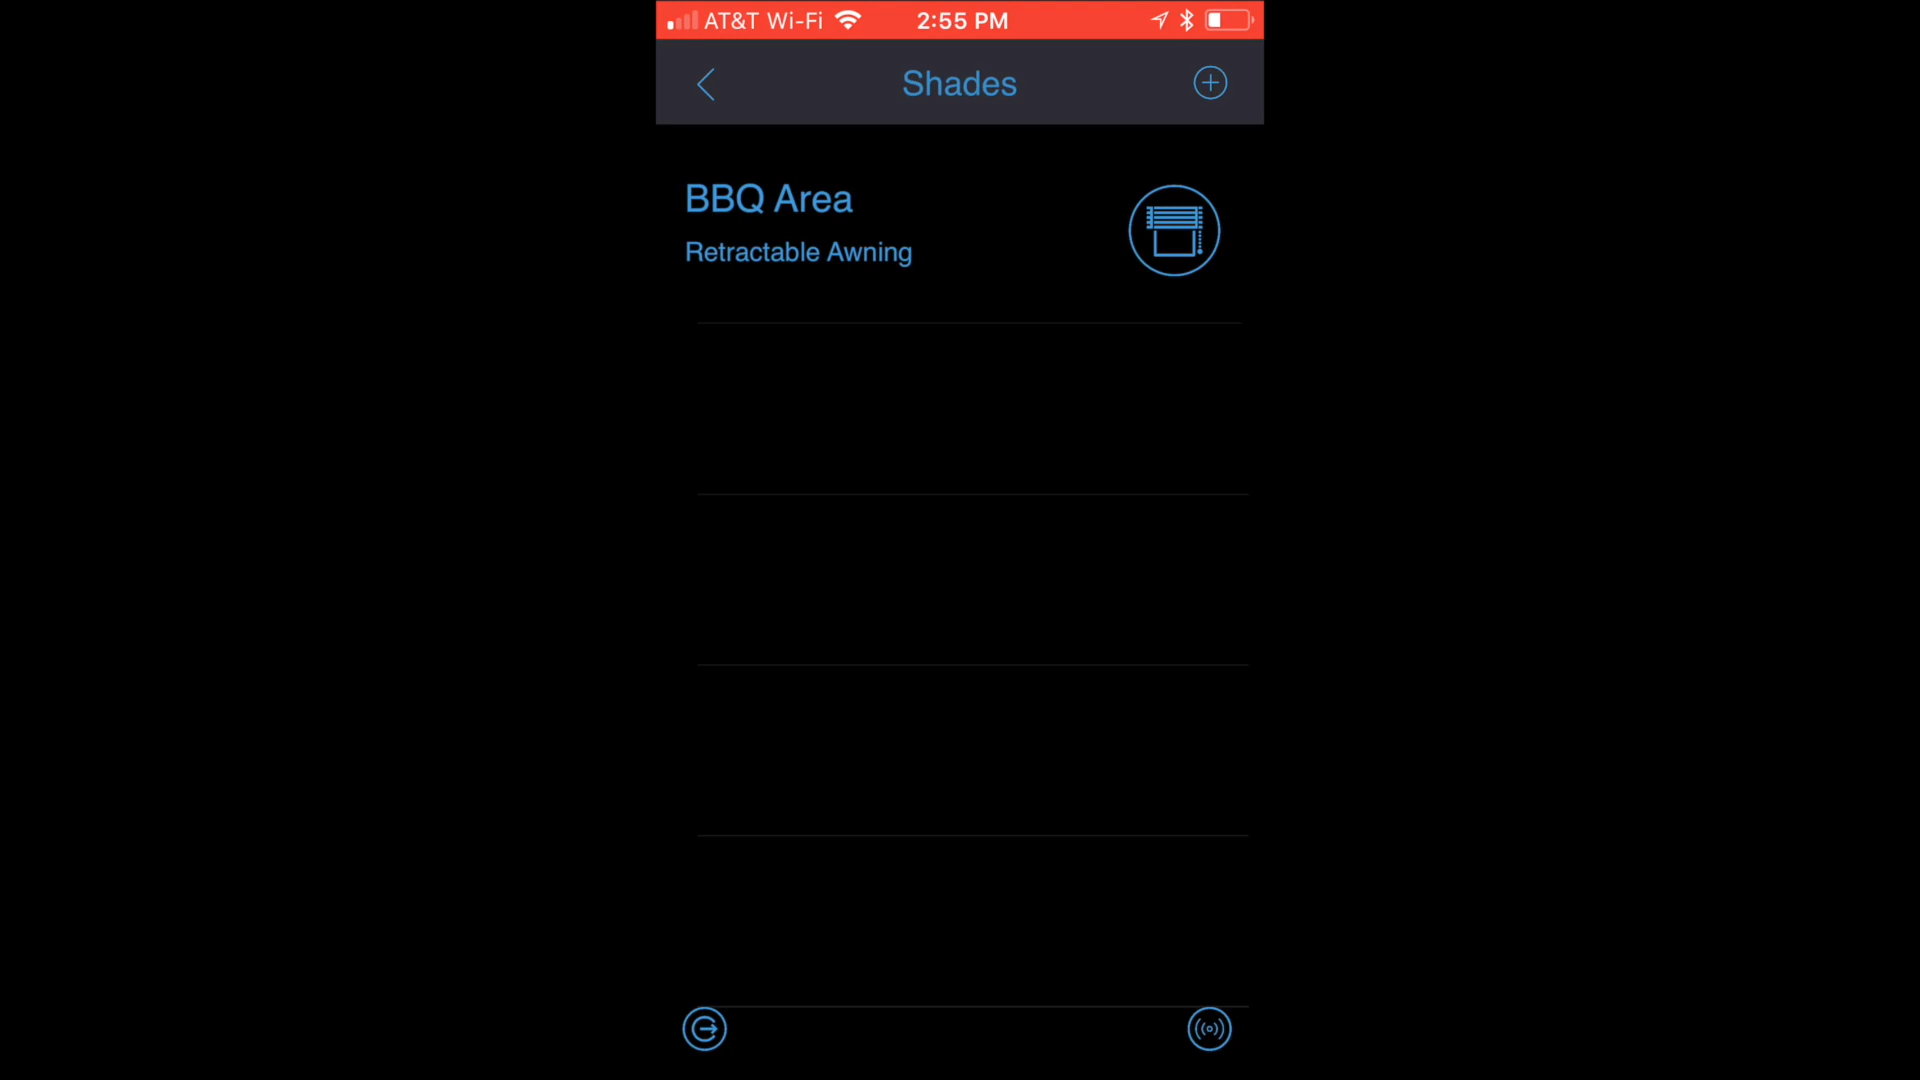 AT&T Wi-Fi 2:55 PM
Shades
BBQ Area
Retractable Awning